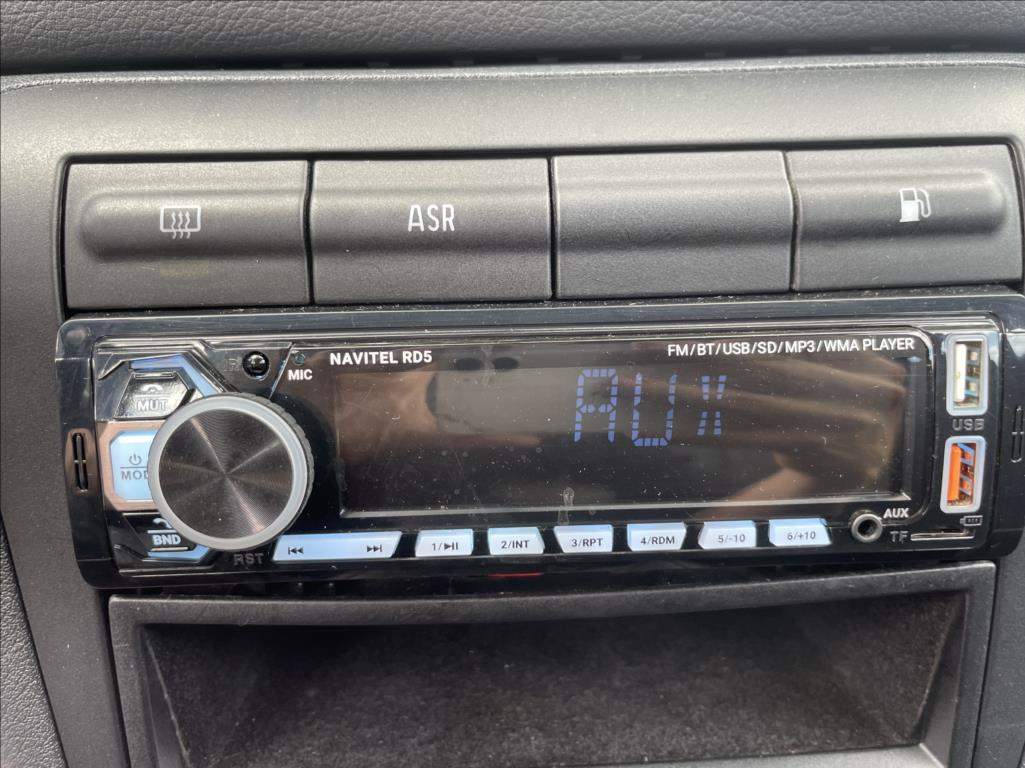 ASR
NAVITEL RD5
FM/BT/USB/SD/MP3/WMA PLAYER
MIC
AUX
MUT
MOD
BND
RST
USB
AUX
TF
1/
2/INT
3/RPT
4/RDM
5/-10
6/+10